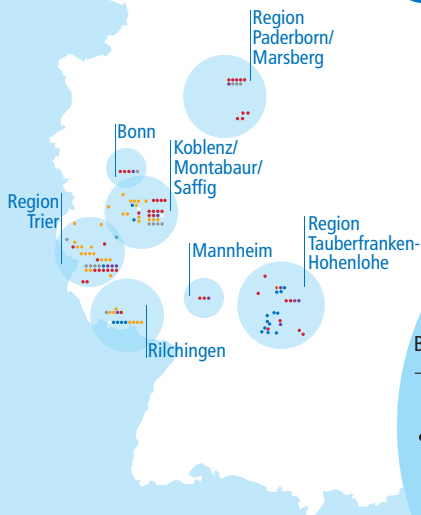 Region
Paderborn/
Marsberg
Bonn
Koblenz/
Montabaur/
Saffig
Region
Trier
Mannheim
Region
Tauberfranken-
Hohenlohe
Rilchingen
B